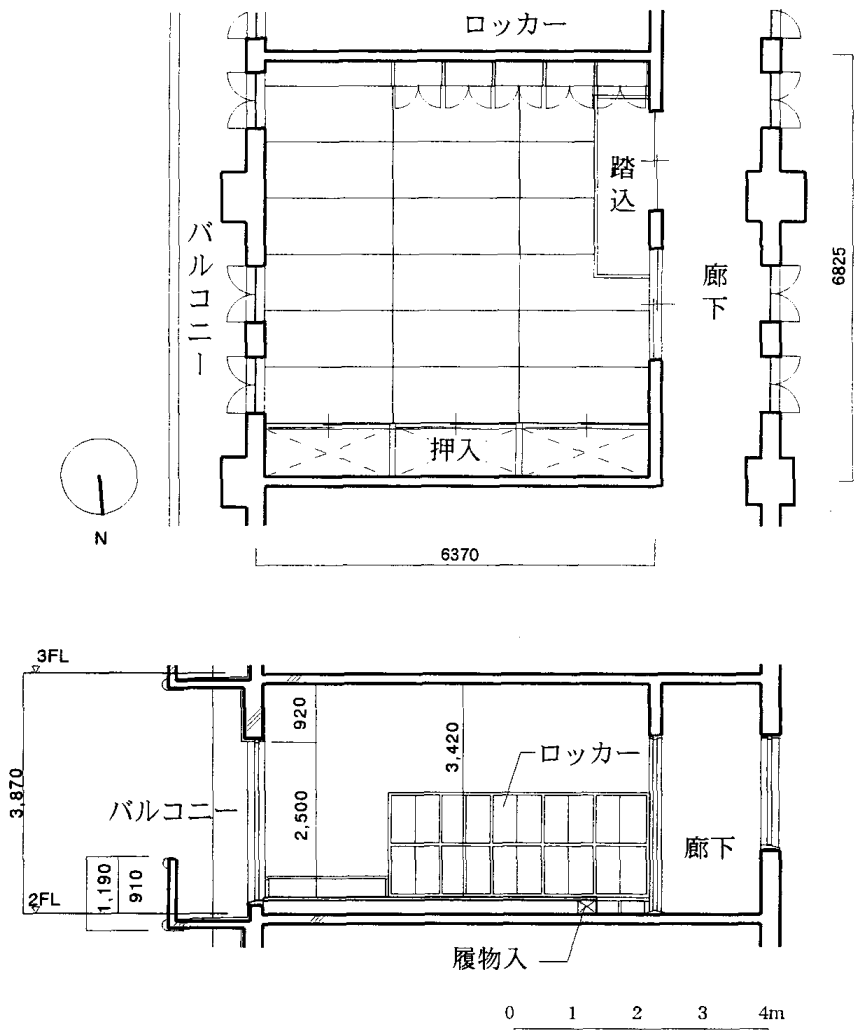 ロッカー
踏込
バルコニー
廊下
6825
押入
N
6370
3FL
920
3,420
ロッカー
3,870
バルコニー
2,500
廊下
1,190
910
2FL
履物入
0 1 2 3 4m